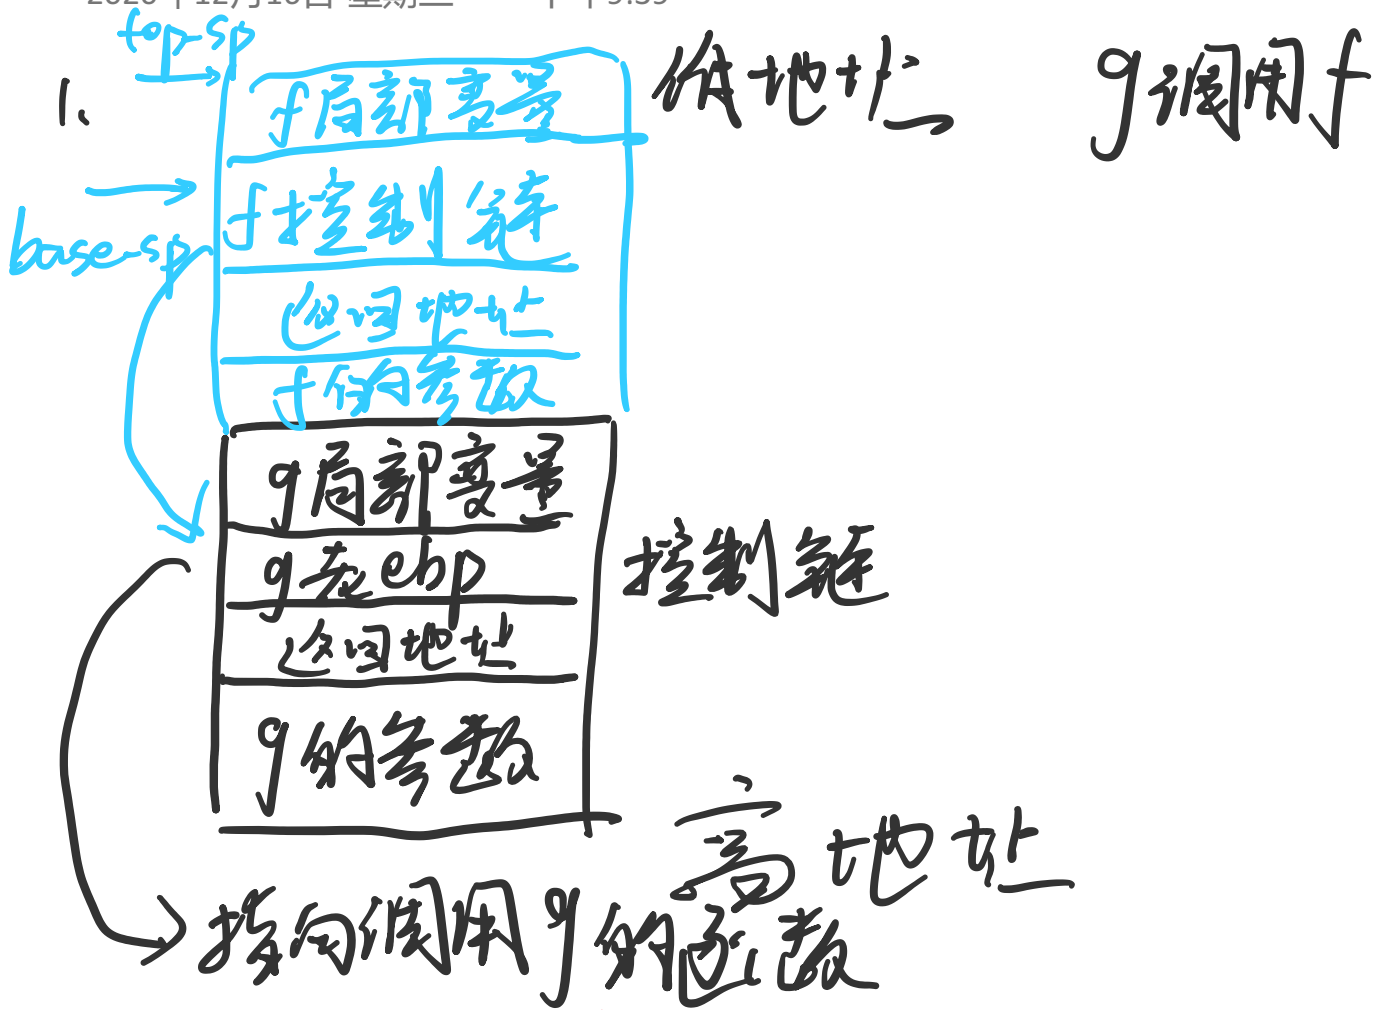 top-sp
1.
f局部变量
低地址
g调用f
f控制链
base-sp
返回地址
f的参数
g局部变量
g老ebp
控制链
返回地址
g的参数
高地址
指向调用g的函数